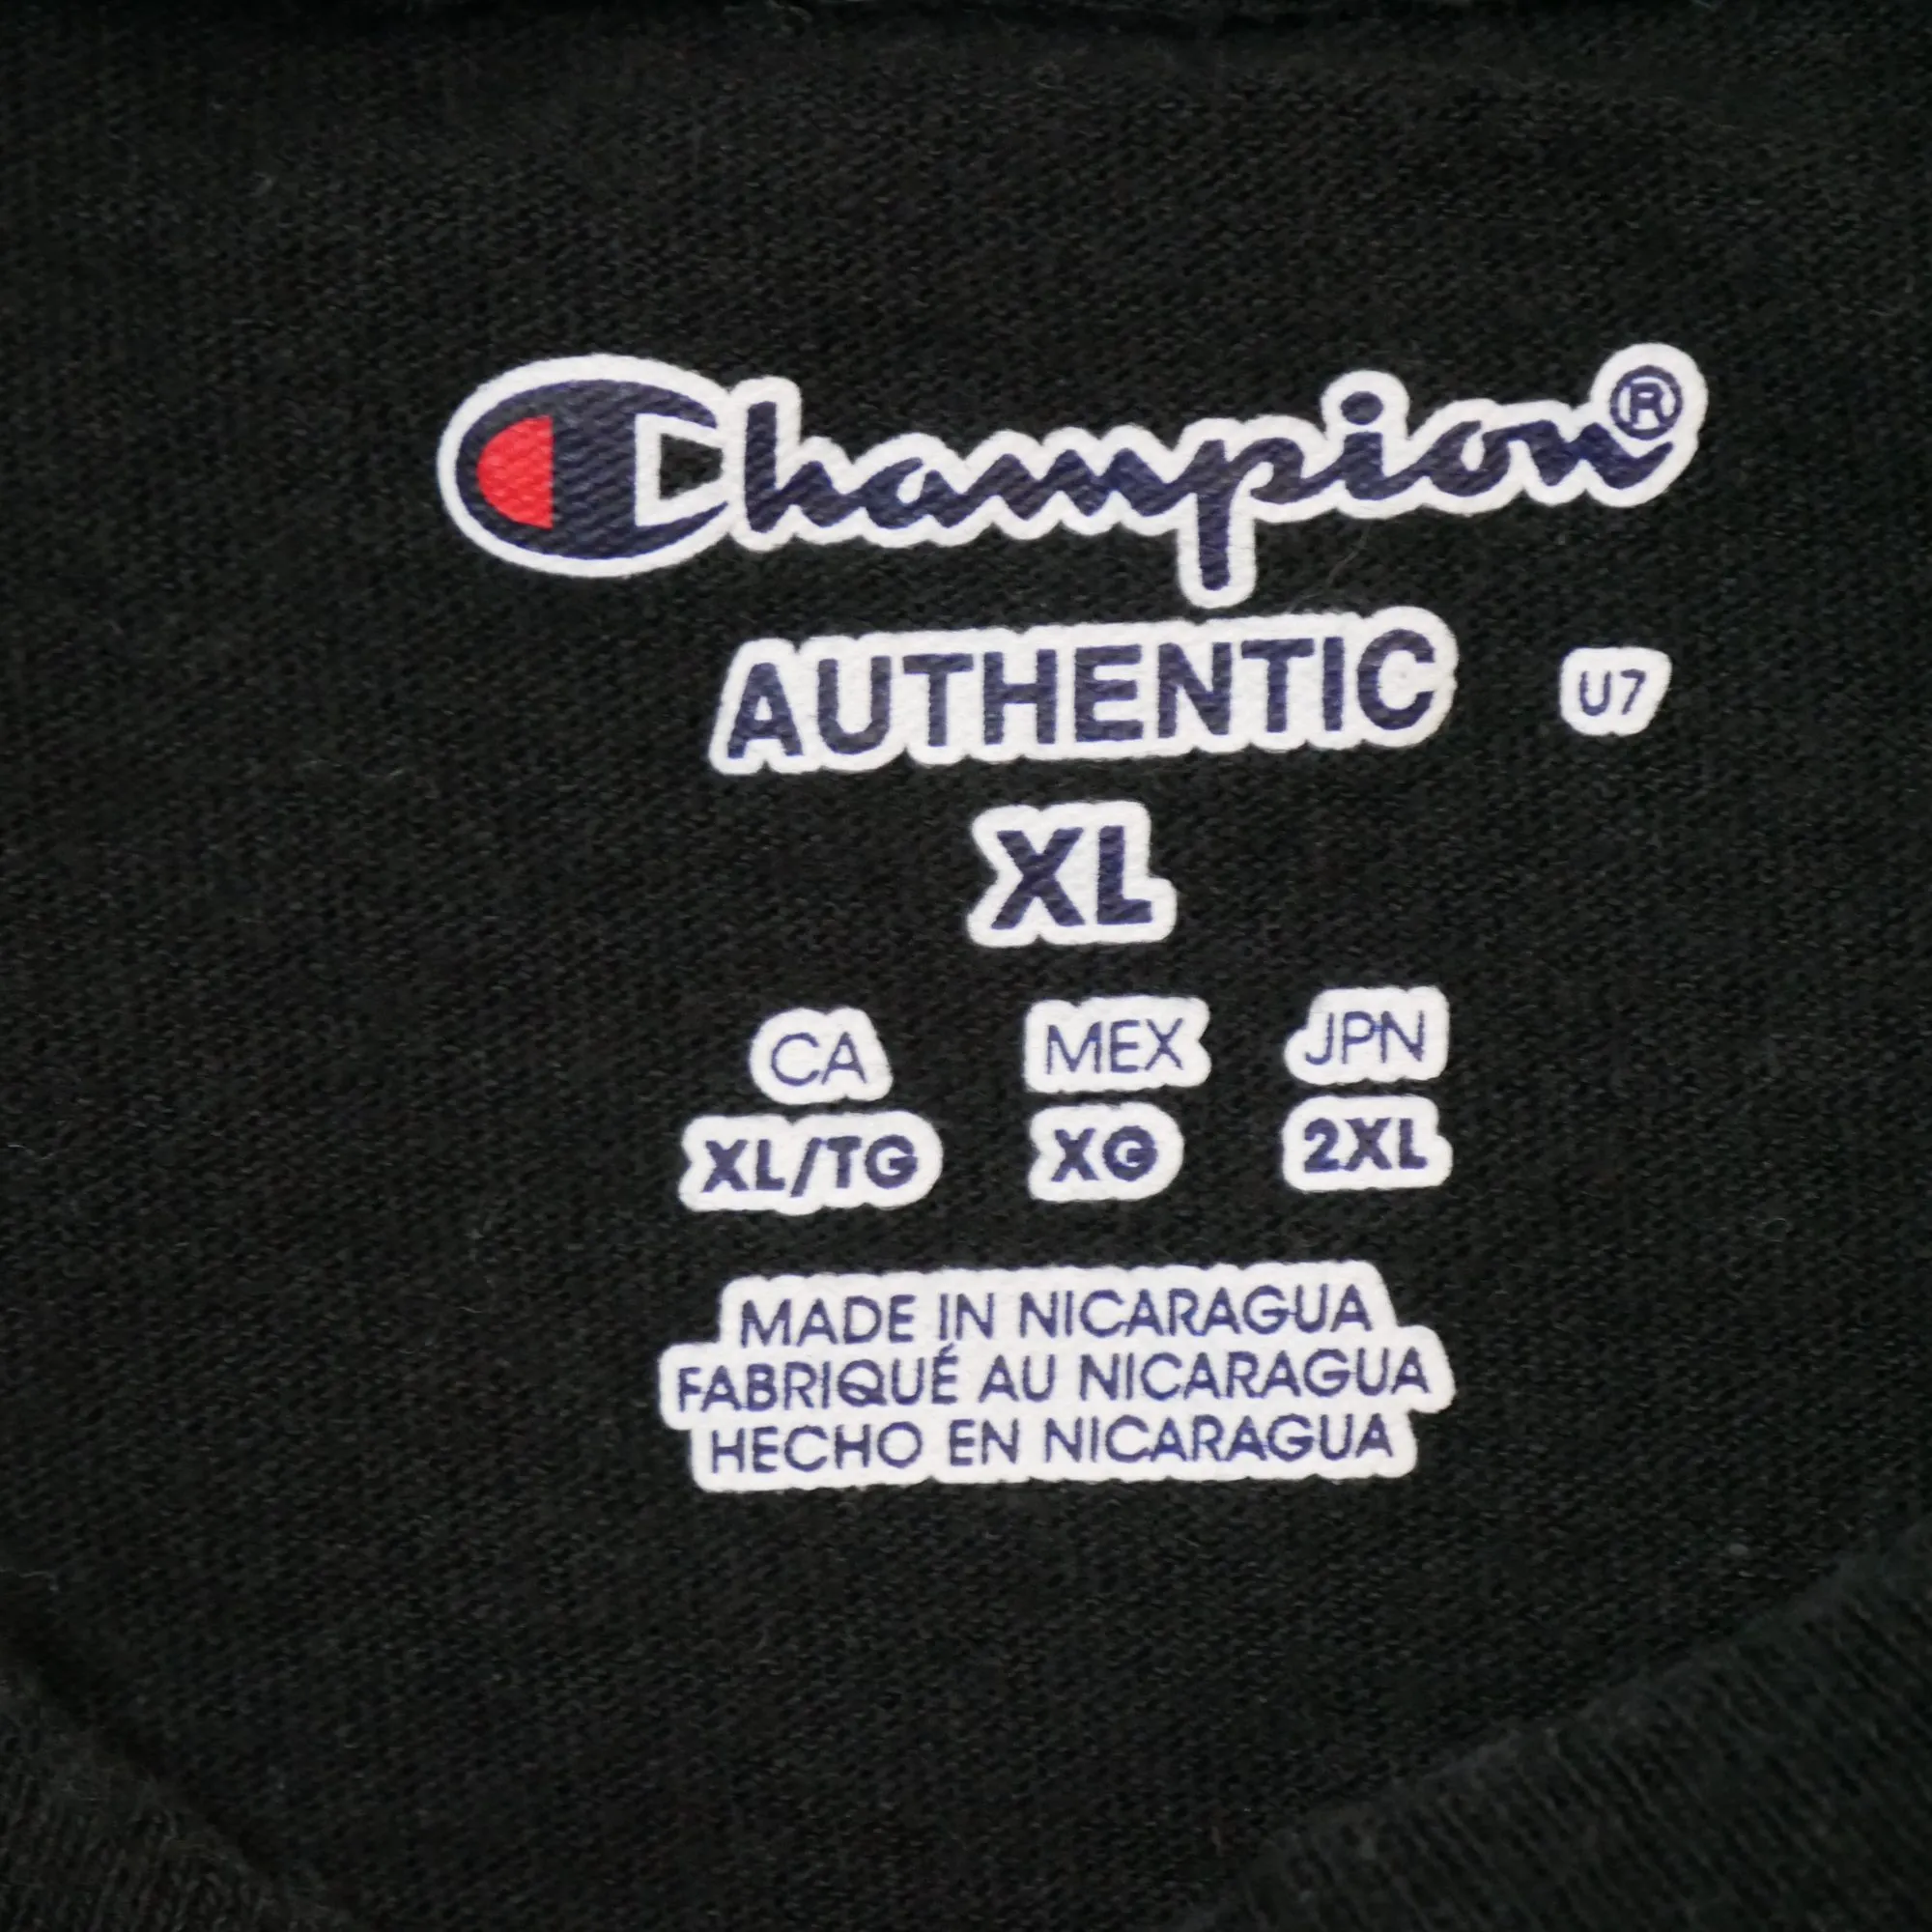 Champion®
AUTHENTIC U7
XL
CA MEX JPN
XL/TG XG 2XL
MADE IN NICARAGUA
FABRIQUÉ AU NICARAGUA
HECHO EN NICARAGUA